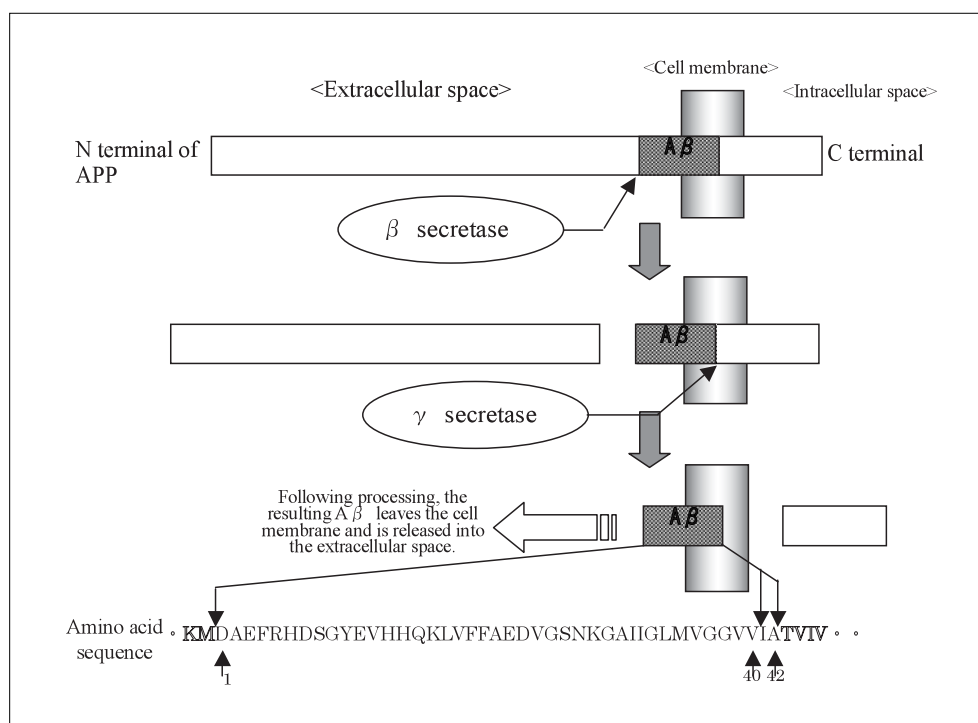 <Cell membrane>
<Extracellular space>
<Intracellular space>
N terminal of
APP
Aβ
C terminal
β secretase
Aβ
γ secretase
Following processing, the
resulting Aβ leaves the cell
membrane and is released into
the extracellular space.
Aβ
Amino acid
sequence
◦ KMDAEFRHDSGYEVHHQKLVFFAEDVGSNKGAIIGLMVGGVVIATVIV ◦ ◦
1
40
42